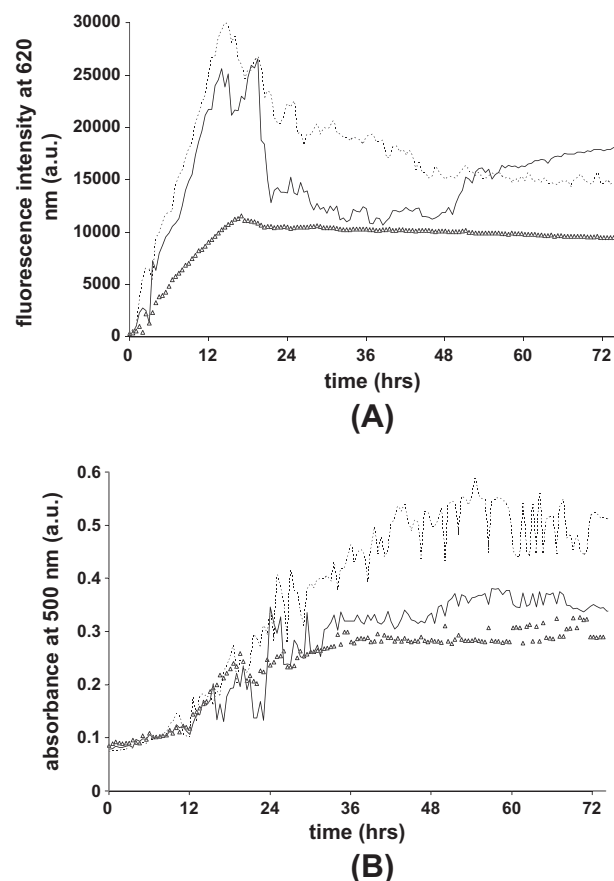 30000
25000
20000
15000
10000
5000
0
fluorescence intensity at 620
nm (a.u.)
0 12 24 36 48 60 72
time (hrs)
(A)
0.6
0.5
0.4
0.3
0.2
0.1
0
absorbance at 500 nm (a.u.)
0 12 24 36 48 60 72
time (hrs)
(B)